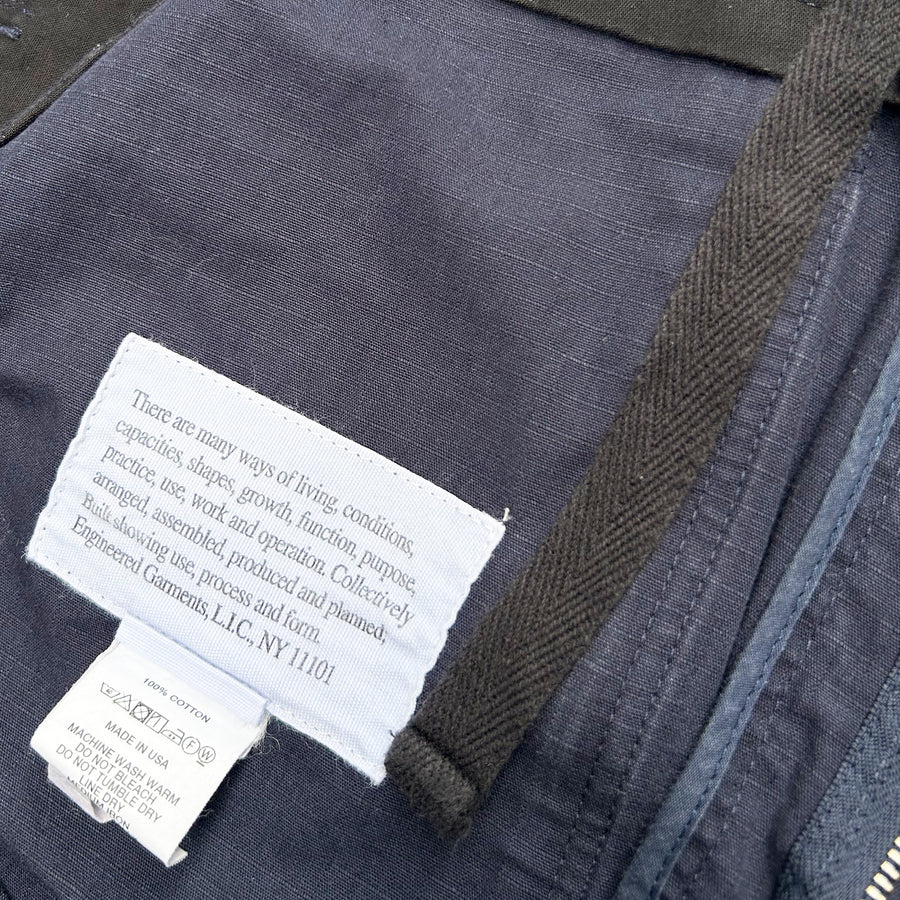 There are many ways of living, conditions,
capacities, shapes, growth, function, purpose,
practice, use, work and operation. Collectively
arranged, assembled, produced and planned,
Built showing use, process and form.
Engineered Garments, L.I.C., NY 11101
100% COTTON
F W
MADE IN USA
MACHINE WASH WARM
DO NOT BLEACH
DO NOT TUMBLE DRY
LINE DRY
IRON